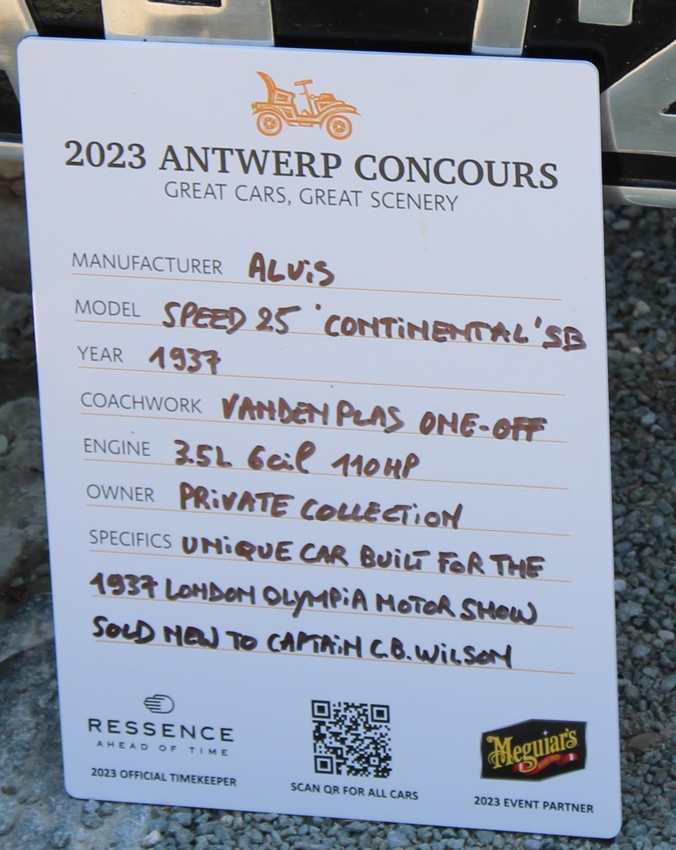 2023 ANTWERP CONCOURS
GREAT CARS, GREAT SCENERY
MANUFACTURER ALViS
MODEL SPEED 25 'CONTiNENTAL' SB
YEAR 1937
COACHWORK VANDENPLAS ONE-OFF
ENGINE 3.5L 6cil 110HP
OWNER PRiVATE COLLECTiON
SPECIFICS UNiQUE CAR BUiLT FOR THE
1937 LONDON OLYMPiA MOTOR SHOW
SOLD NEW TO CAPTAiN C.B. WiLSON
RESSENCE
AHEAD OF TIME
2023 OFFICIAL TIMEKEEPER
SCAN QR FOR ALL CARS
Meguiar's
2023 EVENT PARTNER